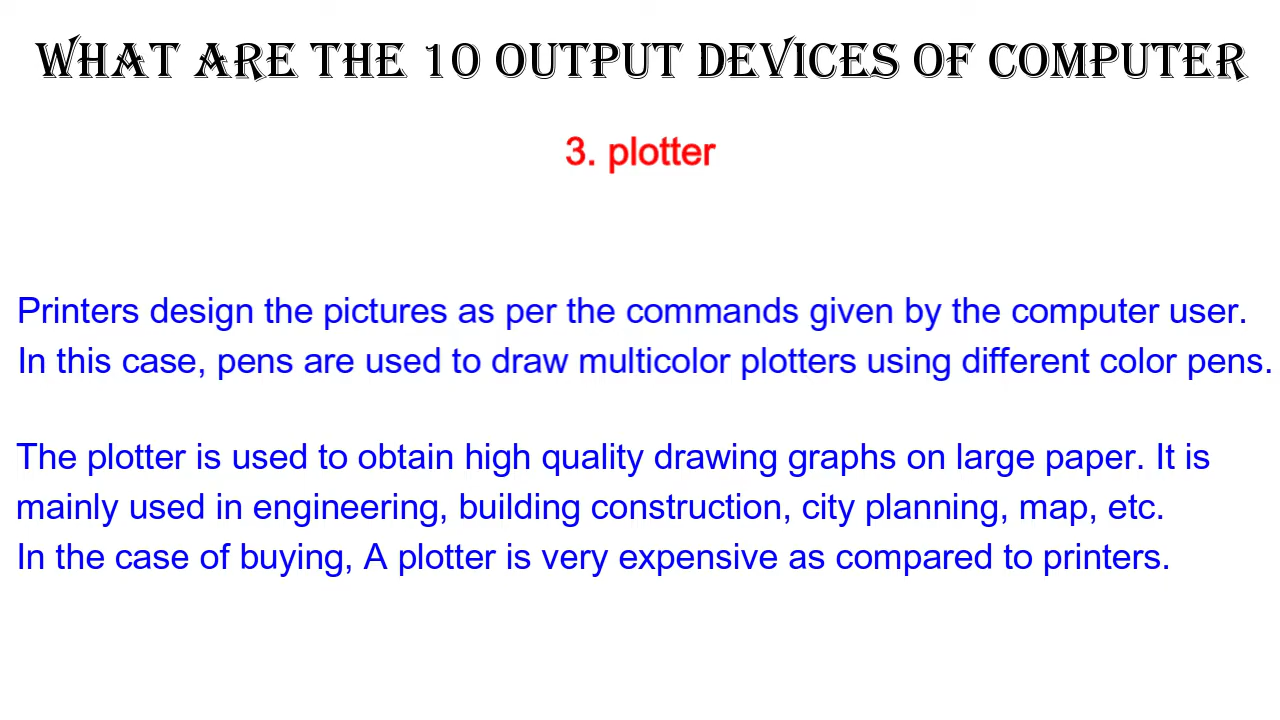 WHAT ARE THE 10 OUTPUT DEVICES OF COMPUTER
3. plotter
Printers design the pictures as per the commands given by the computer user.
In this case, pens are used to draw multicolor plotters using different color pens.
The plotter is used to obtain high quality drawing graphs on large paper. It is
mainly used in engineering, building construction, city planning, map, etc.
In the case of buying, A plotter is very expensive as compared to printers.